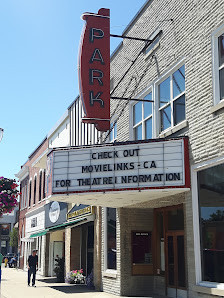 PARK
CHECK OUT
MOVIELINKS-CA
FOR THEATRE INFORMATION